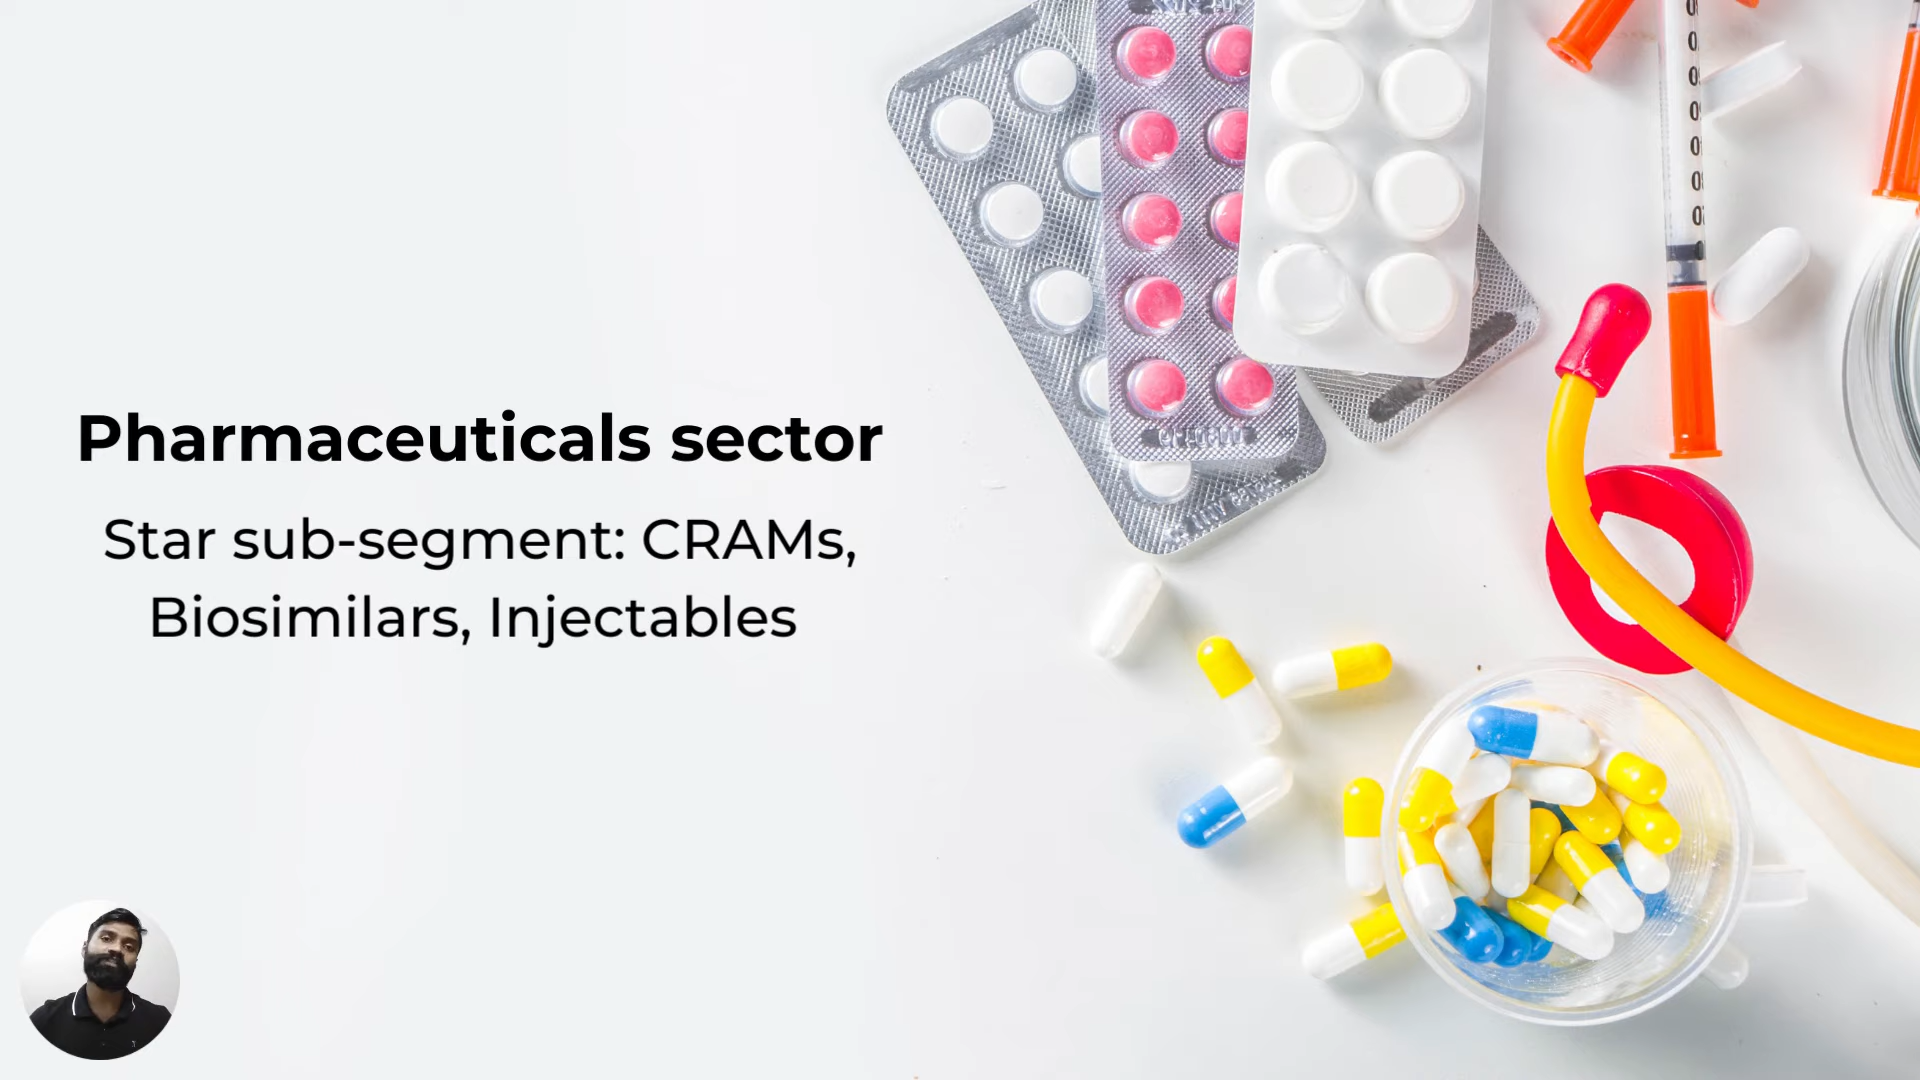 Pharmaceuticals sector
Star sub-segment: CRAMs,
Biosimilars, Injectables